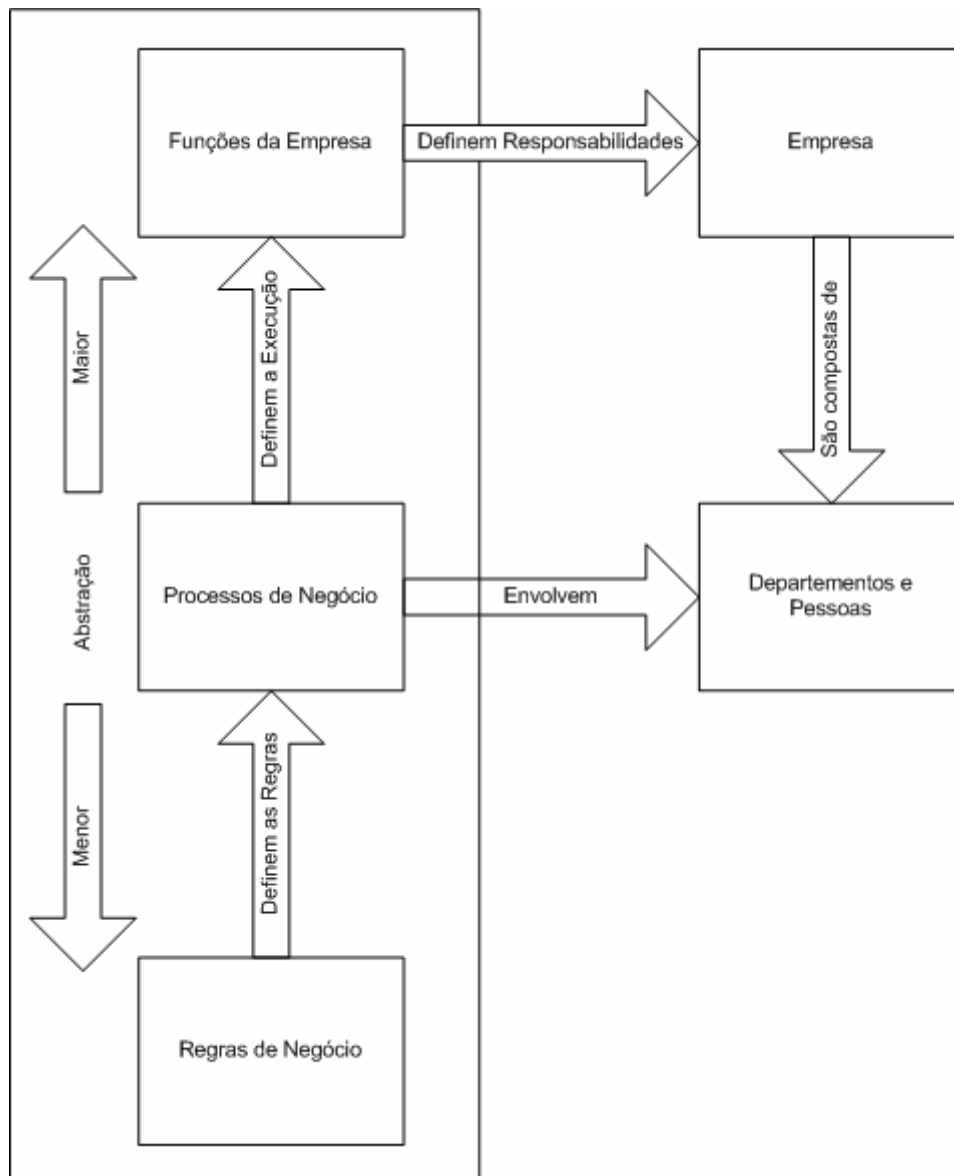 Funções da Empresa
Definem Responsabilidades
Empresa
Maior
Definem a Execução
São compostas de
Abstração
Processos de Negócio
Envolvem
Departementos e
Pessoas
Menor
Definem as Regras
Regras de Negócio